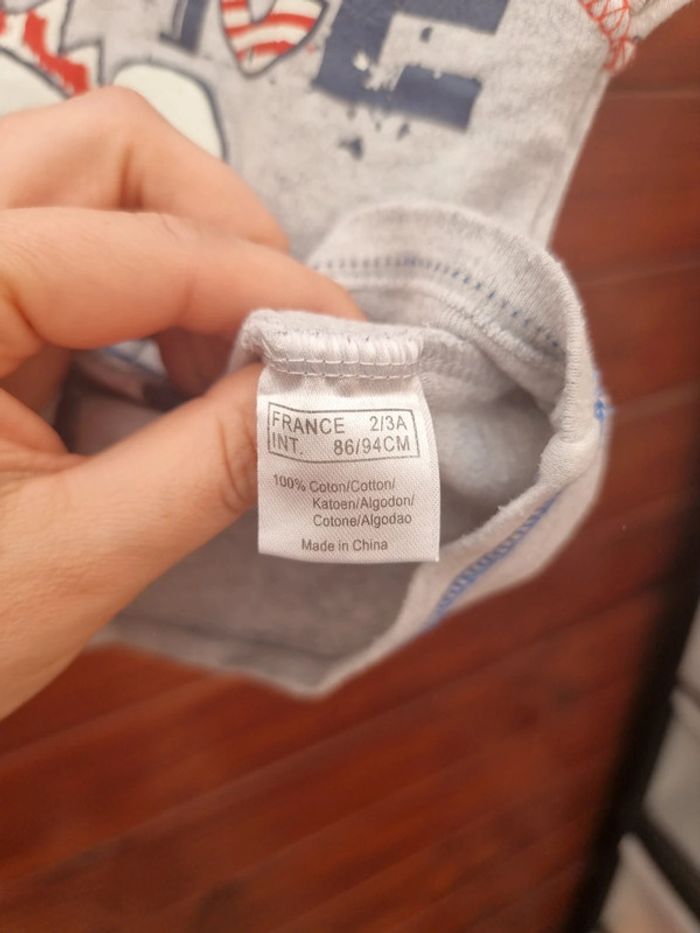 FRANCE 2/3A
INT. 86/94CM
100% Coton/Cotton/
Katoen/Algodon/
Cotone/Algodao
Made in China